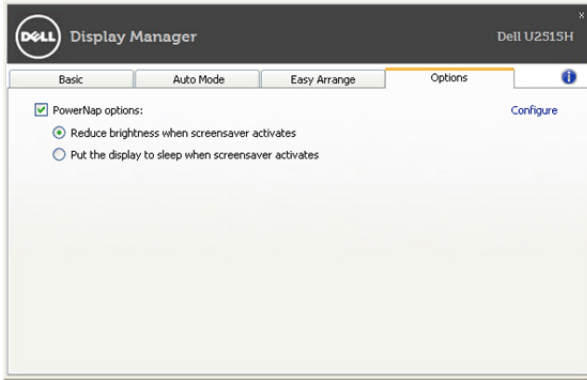 DELL Display Manager Dell U2515H
Basic Auto Mode Easy Arrange Options
PowerNap options: Configure
Reduce brightness when screensaver activates
Put the display to sleep when screensaver activates